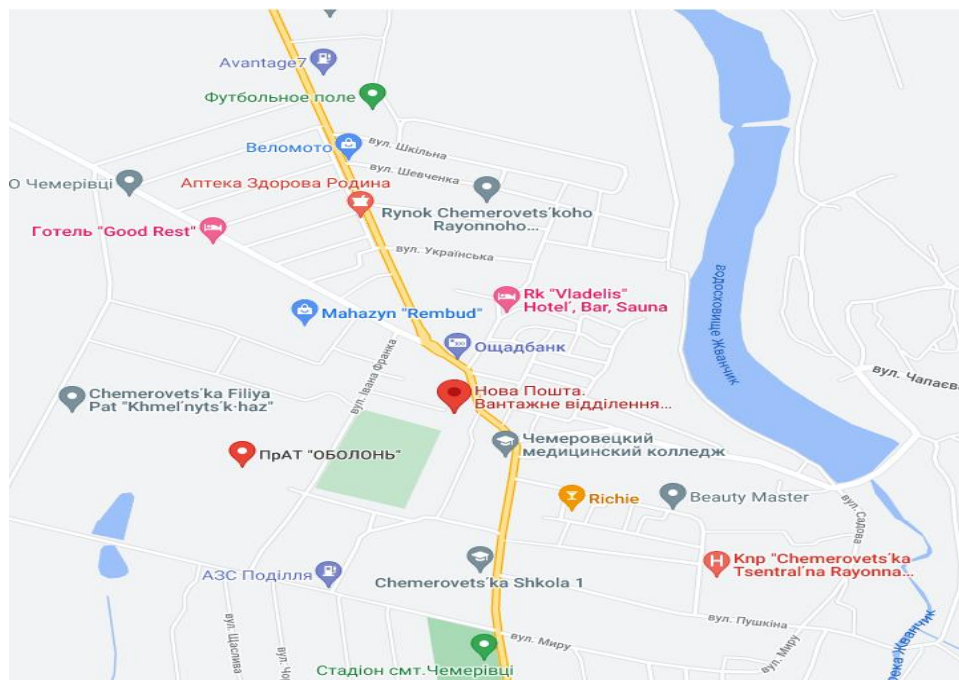 Avantage7
Футбольное поле
Веломото
вул. Шкільна
вул. Шевченка
О Чемерівці
Аптека Здорова Родина
Rynok Chemerovets'koho
Rayonnoho...
Готель "Good Rest"
вул. Українська
Rk "Vladelis"
Hotel', Bar, Sauna
Mahazyn "Rembud"
Ощадбанк
водосховище Жванчик
вул. Чапаєва
вул. Івана Франка
Chemerovets'ka Filiya
Pat "Khmel'nyts'k·haz"
Нова Пошта.
Вантажне відділення...
Чемеровецкий
медицинский колледж
ПрАТ "ОБОЛОНЬ"
Richie
Beauty Master
вул. Садова
АЗС Поділля
Chemerovets'ka Shkola 1
Knp "Chemerovets'ka
Tsentral'na Rayonna...
вул. Щаслива
вул. Миру
вул. Пушкіна
вул. Миру
Стадіон смт.Чемерівці
река Жванчик